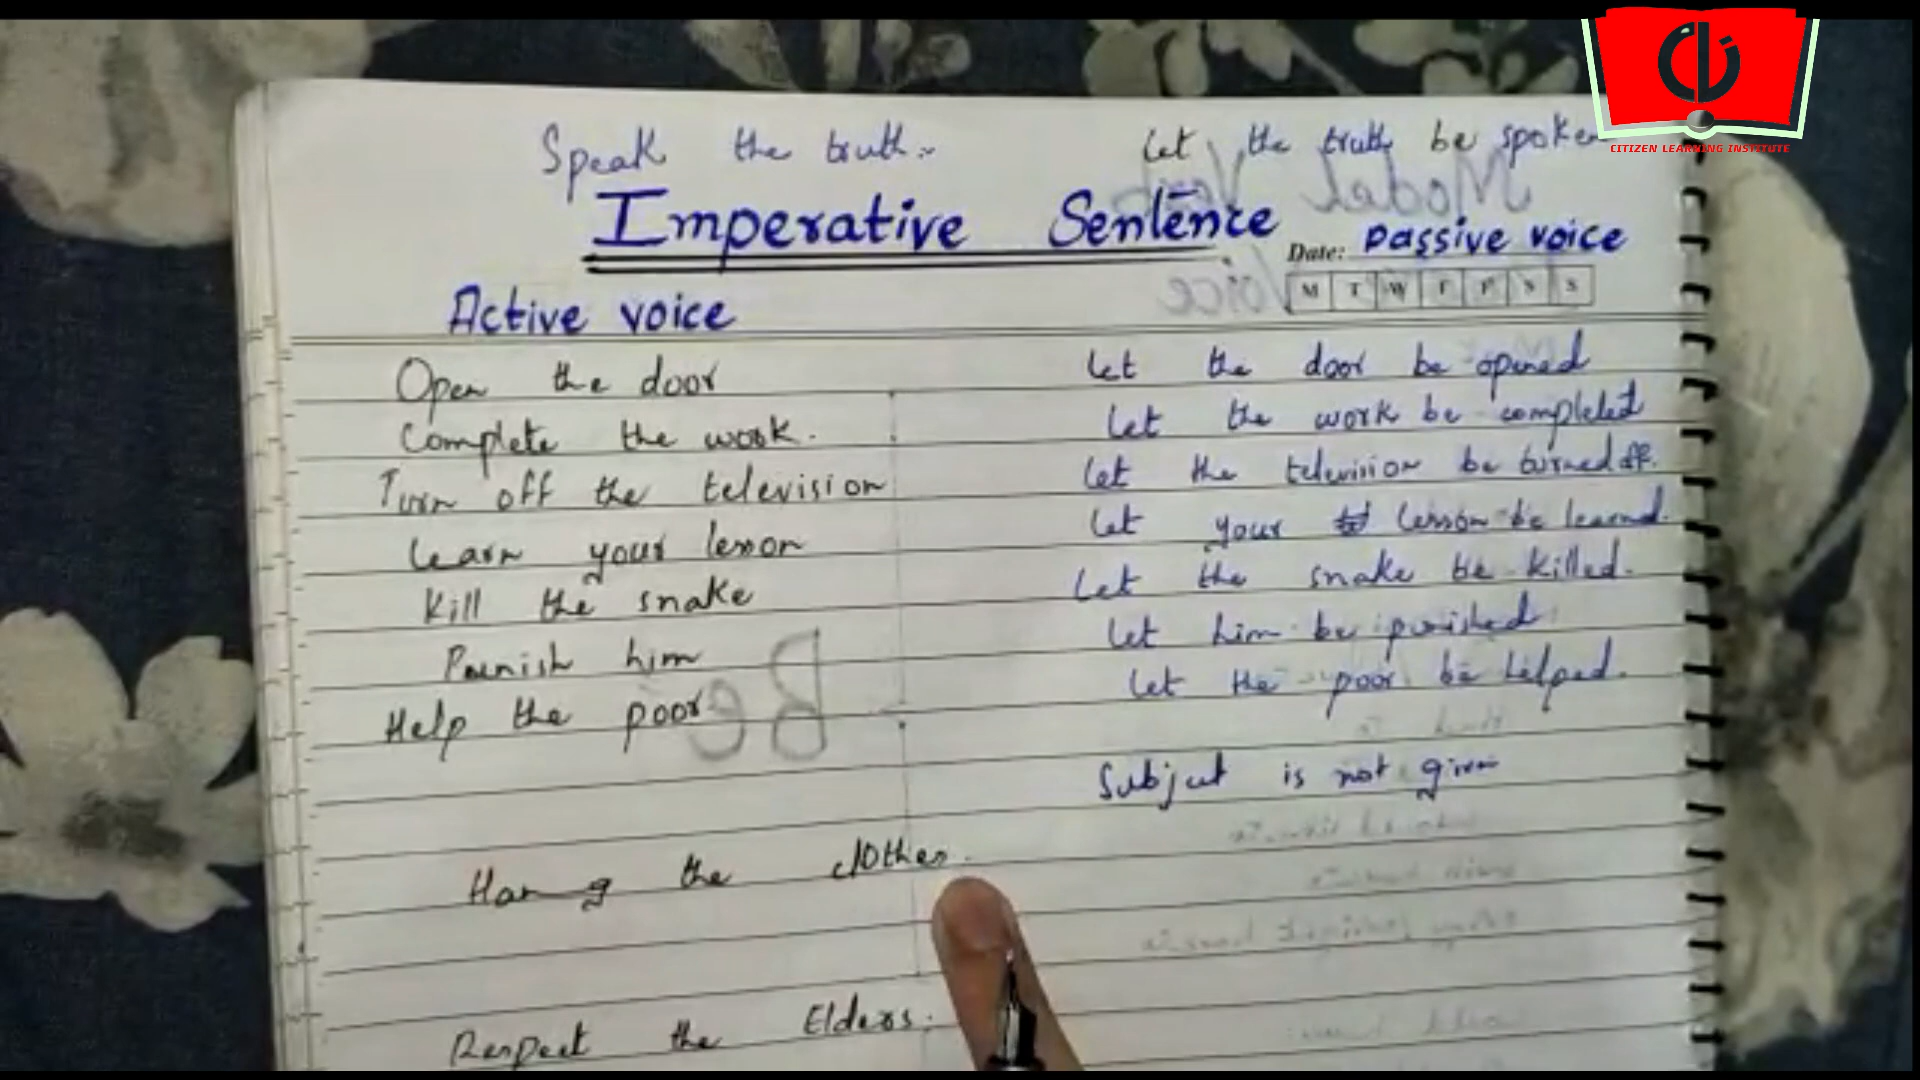 Speak the truth. Let the truth be spoken
CITIZEN LEARNING INSTITUTE
Imperative Sentence
Date: passive voice
M T W T F S S
Active voice
Open the door Let the door be opened
Complete the work. Let the work be completed
Turn off the television Let the television be turned off.
Learn your lesson Let your lesson be learned.
Kill the snake Let the snake be killed.
Punish him Let him be punished
Help the poor Let the poor be helped.
Subject is not given
Hang the clothes.
Respect the Elders.